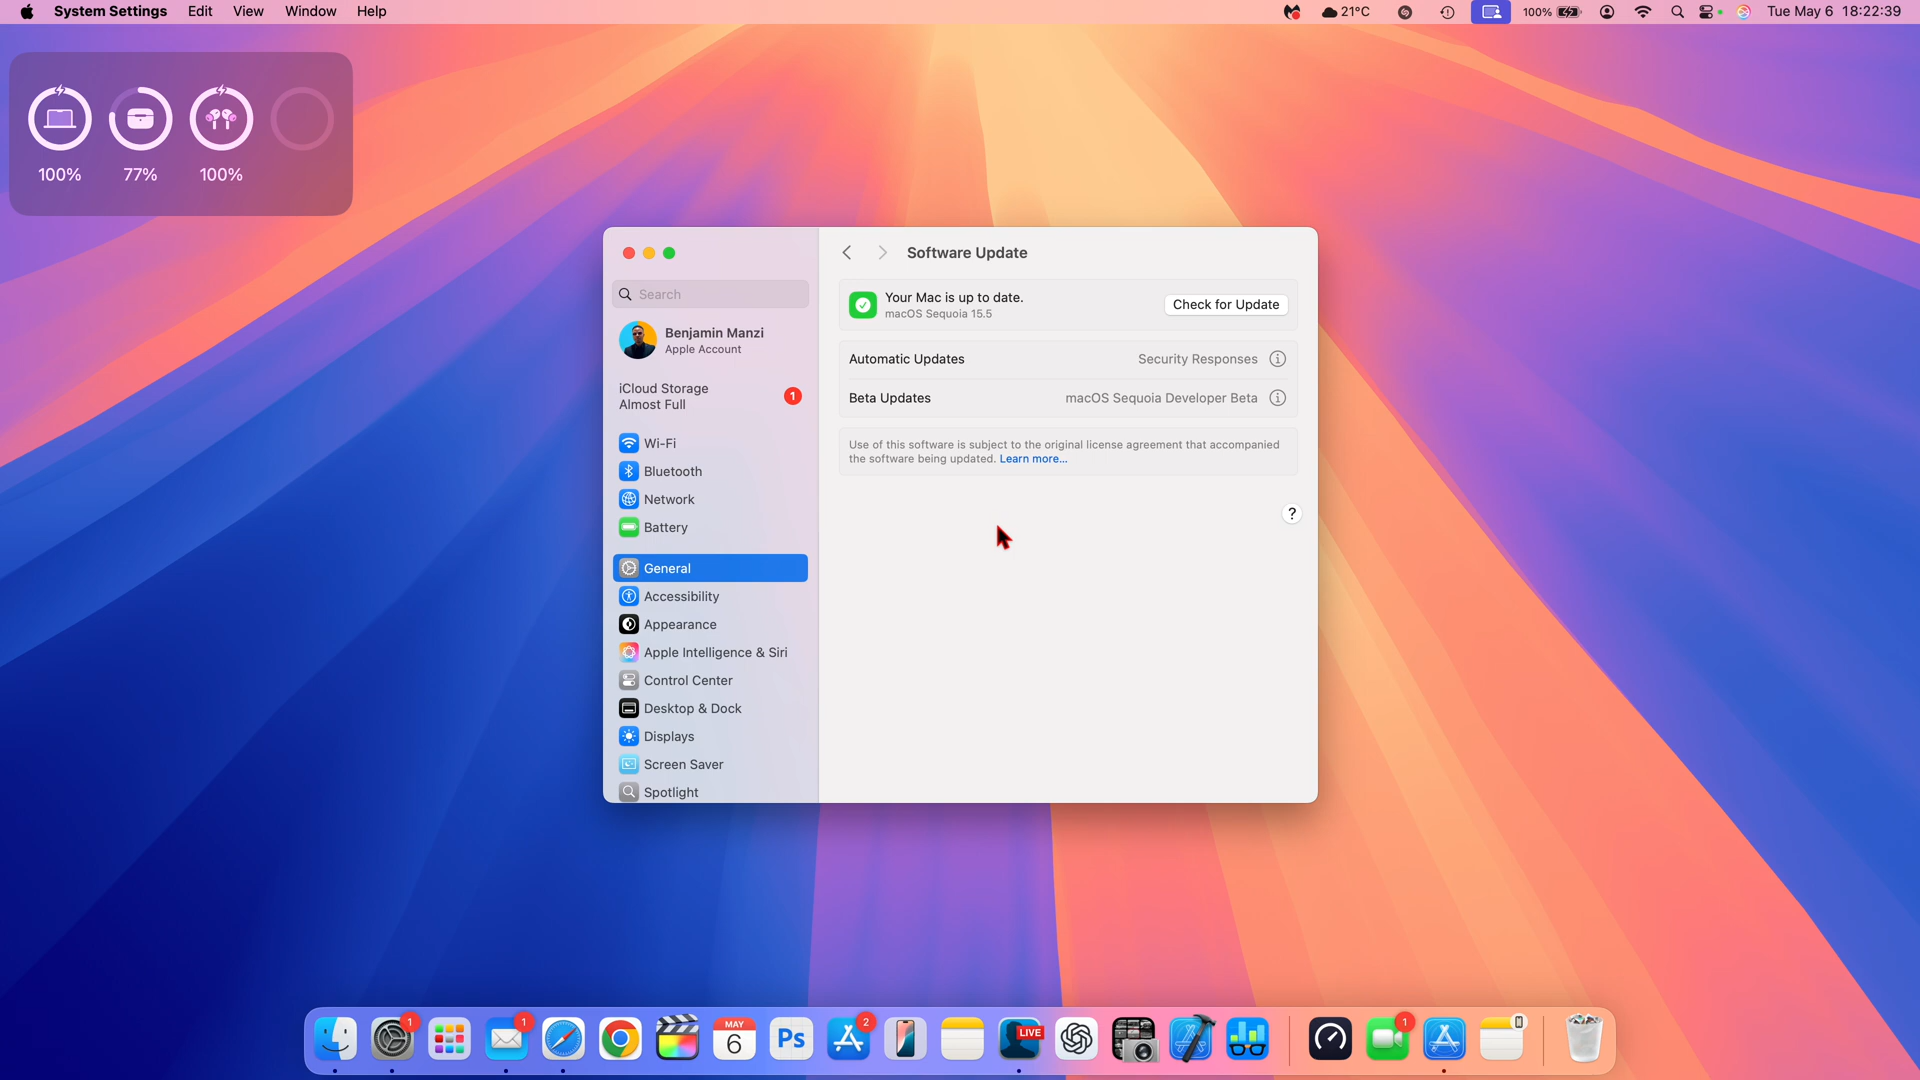 System Settings Edit View Window Help
21°C 100% Tue May 6 18:22:39
100% 77% 100%
Software Update
Search
Your Mac is up to date.
macOS Sequoia 15.5
Check for Update
Benjamin Manzi
Apple Account
Automatic Updates Security Responses
iCloud Storage
Almost Full
1
Beta Updates macOS Sequoia Developer Beta
Use of this software is subject to the original license agreement that accompanied
the software being updated. Learn more...
?
Wi-Fi
Bluetooth
Network
Battery
General
Accessibility
Appearance
Apple Intelligence & Siri
Control Center
Desktop & Dock
Displays
Screen Saver
Spotlight
1 1 MAY 6 Ps 2 LIVE 1